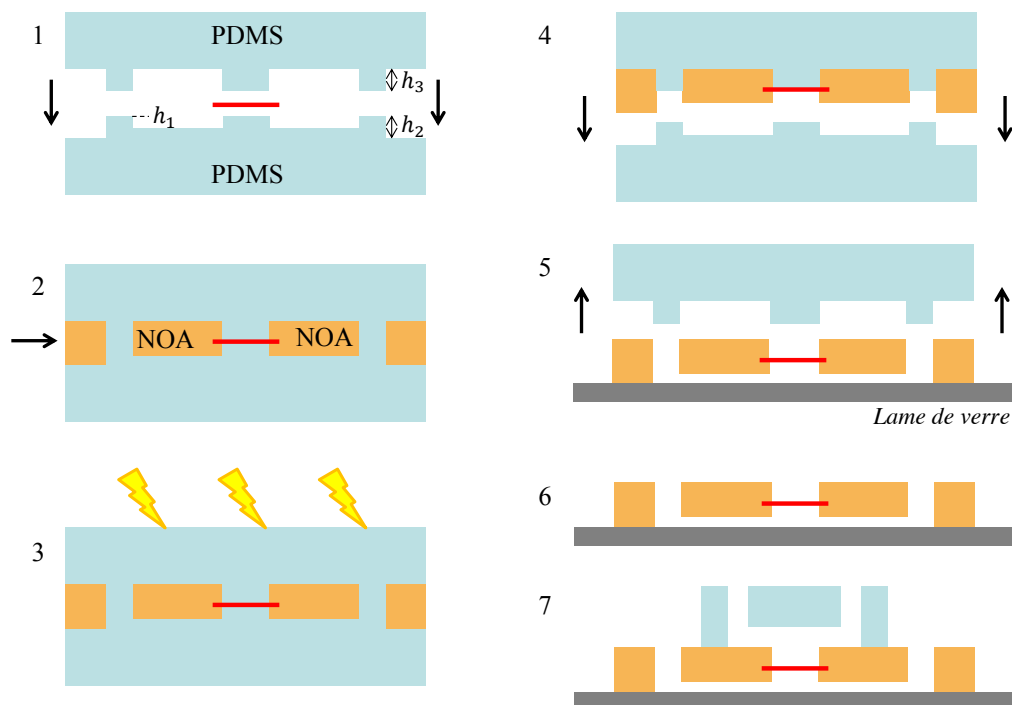 1
PDMS
h₃
h₁
h₂
PDMS
2
NOA
NOA
3
4
5
Lame de verre
6
7